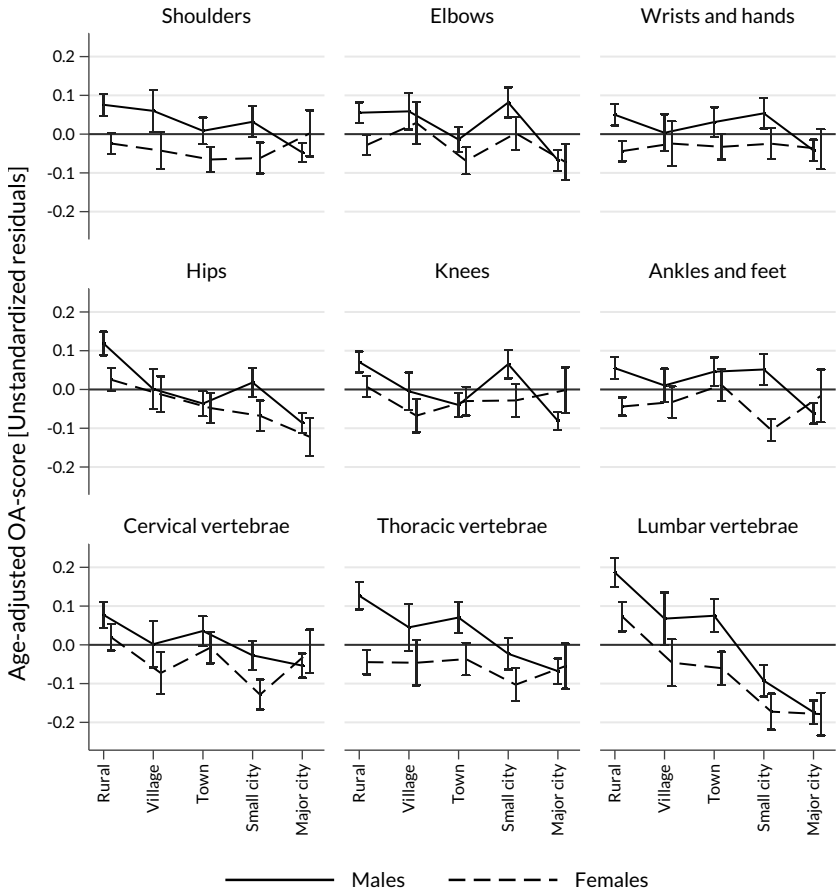 Shoulders Elbows Wrists and hands
0.2
0.1
0.0
-0.1
-0.2
Hips Knees Ankles and feet
0.2
0.1
0.0
-0.1
-0.2
Cervical vertebrae Thoracic vertebrae Lumbar vertebrae
0.2
0.1
0.0
-0.1
-0.2
Age-adjusted OA-score [Unstandardized residuals]
Rural Village Town Small city Major city Rural Village Town Small city Major city Rural Village Town Small city Major city
Males Females